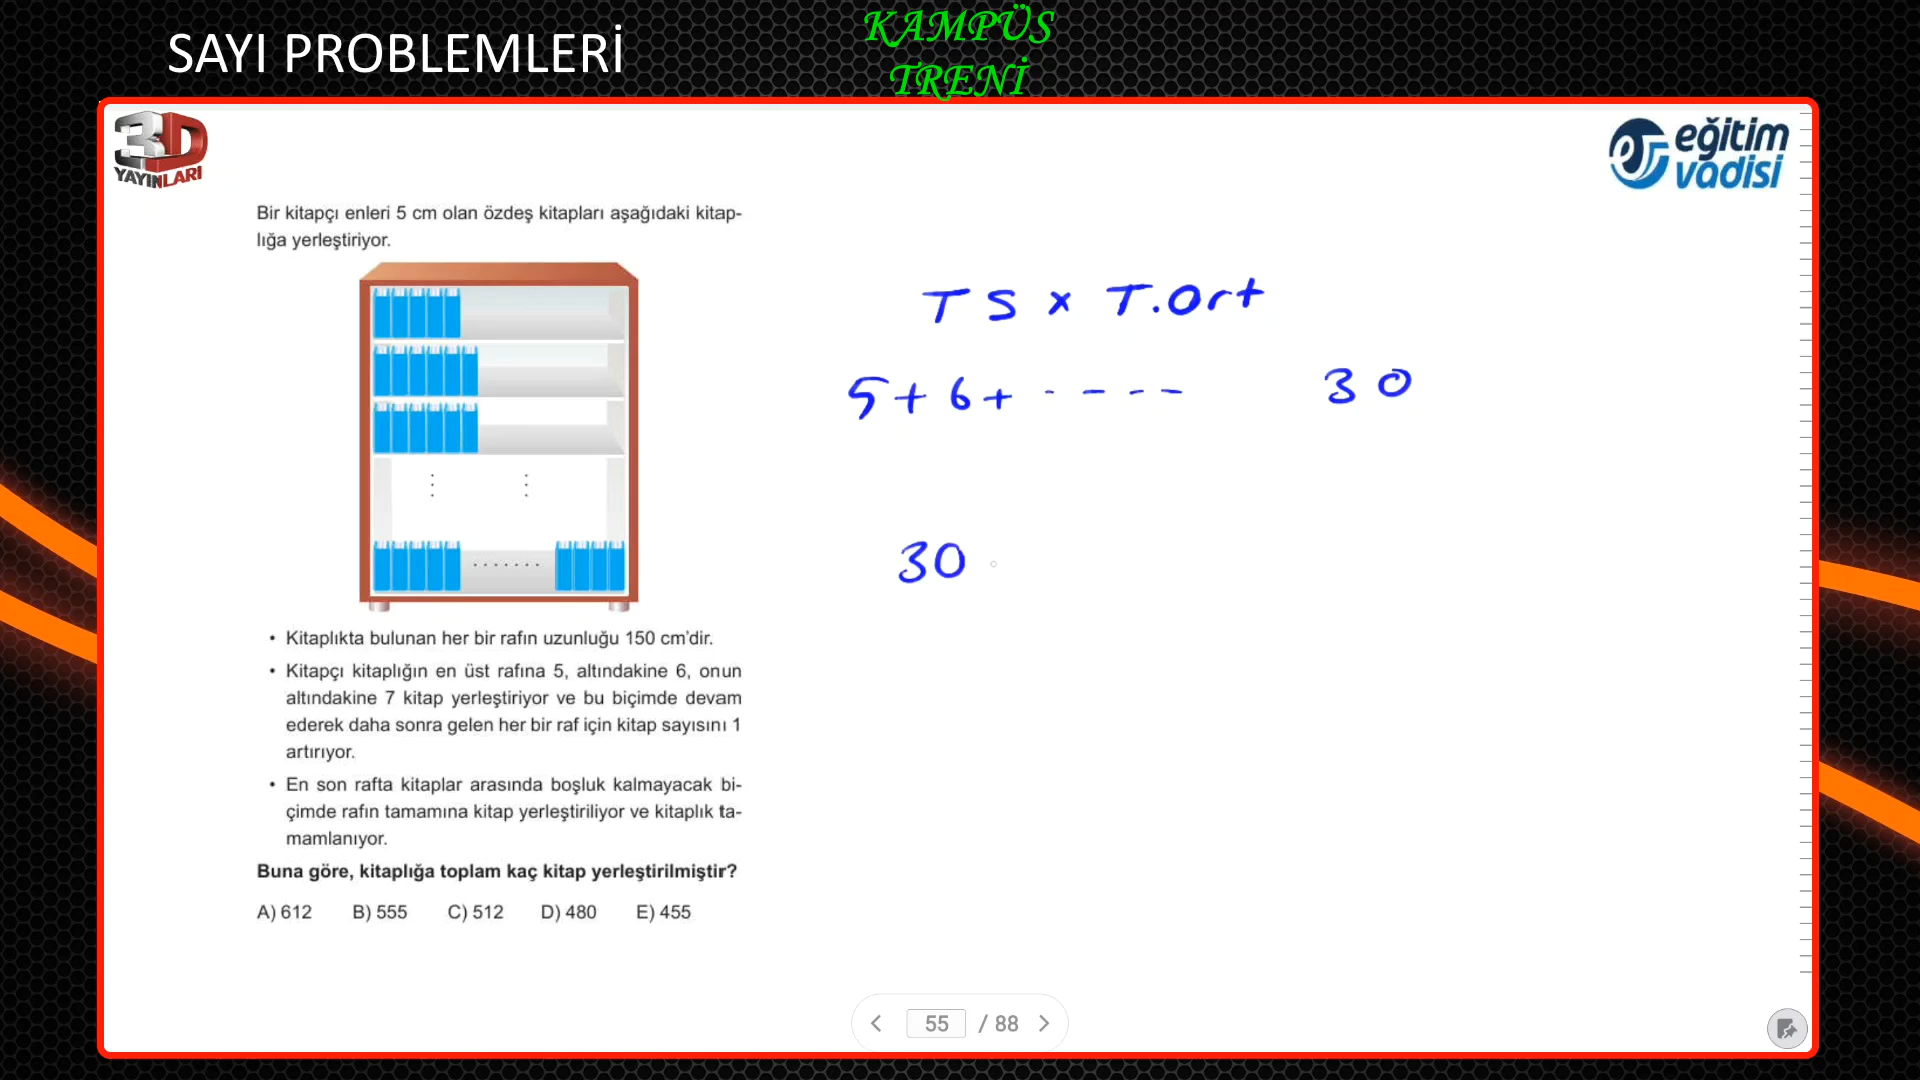 SAYI PROBLEMLERİ
KAMPÜS
TRENİ
3D
YAYINLARI
eğitim
vadisi
Bir kitapçı enleri 5 cm olan özdeş kitapları aşağıdaki kitap-
lığa yerleştiriyor.
• Kitaplıkta bulunan her bir rafın uzunluğu 150 cm'dir.
• Kitapçı kitaplığın en üst rafına 5, altındakine 6, onun
altındakine 7 kitap yerleştiriyor ve bu biçimde devam
ederek daha sonra gelen her bir raf için kitap sayısını 1
artırıyor.
• En son rafta kitaplar arasında boşluk kalmayacak bi-
çimde rafın tamamına kitap yerleştiriliyor ve kitaplık ta-
mamlanıyor.
Buna göre, kitaplığa toplam kaç kitap yerleştirilmiştir?
A) 612 B) 555 C) 512 D) 480 E) 455
T S x T.Ort
5 + 6 + - - - - 30
30
55 / 88